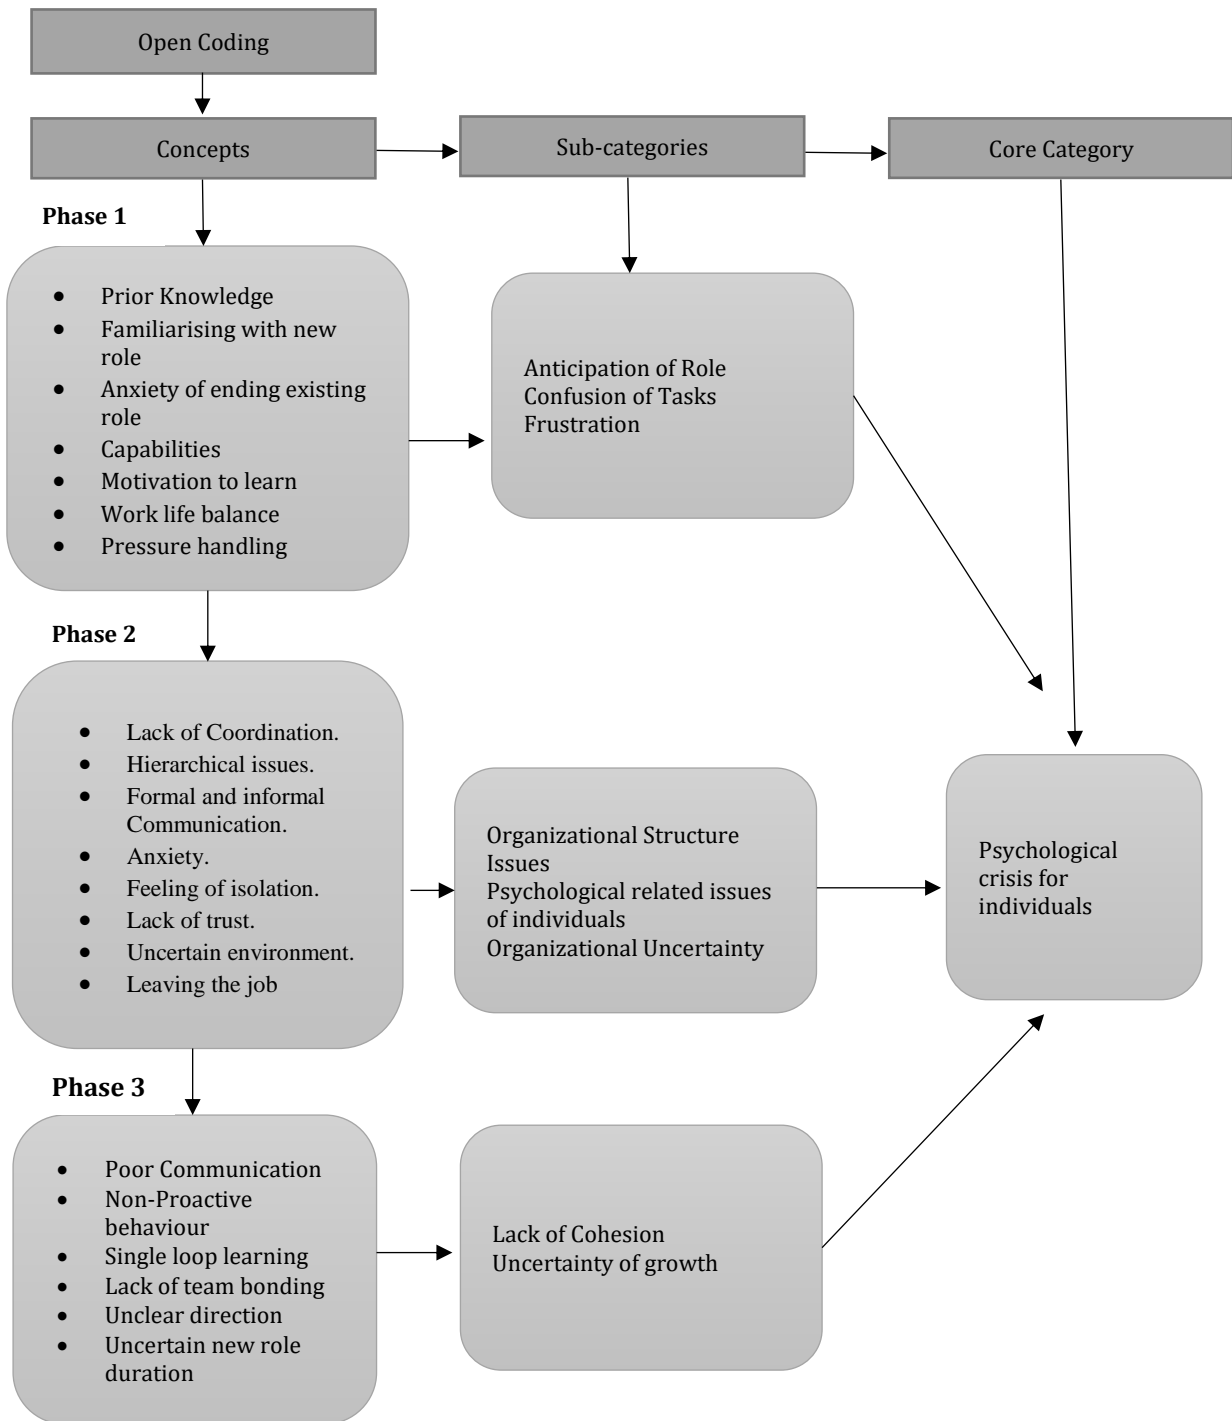 Open Coding
Concepts
Sub-categories
Core Category
Phase 1
• Prior Knowledge
• Familiarising with new
role
• Anxiety of ending existing
role
• Capabilities
• Motivation to learn
• Work life balance
• Pressure handling
Anticipation of Role
Confusion of Tasks
Frustration
Phase 2
• Lack of Coordination.
• Hierarchical issues.
• Formal and informal
Communication.
• Anxiety.
• Feeling of isolation.
• Lack of trust.
• Uncertain environment.
• Leaving the job
Organizational Structure
Issues
Psychological related issues
of individuals
Organizational Uncertainty
Psychological
crisis for
individuals
Phase 3
• Poor Communication
• Non-Proactive
behaviour
• Single loop learning
• Lack of team bonding
• Unclear direction
• Uncertain new role
duration
Lack of Cohesion
Uncertainty of growth